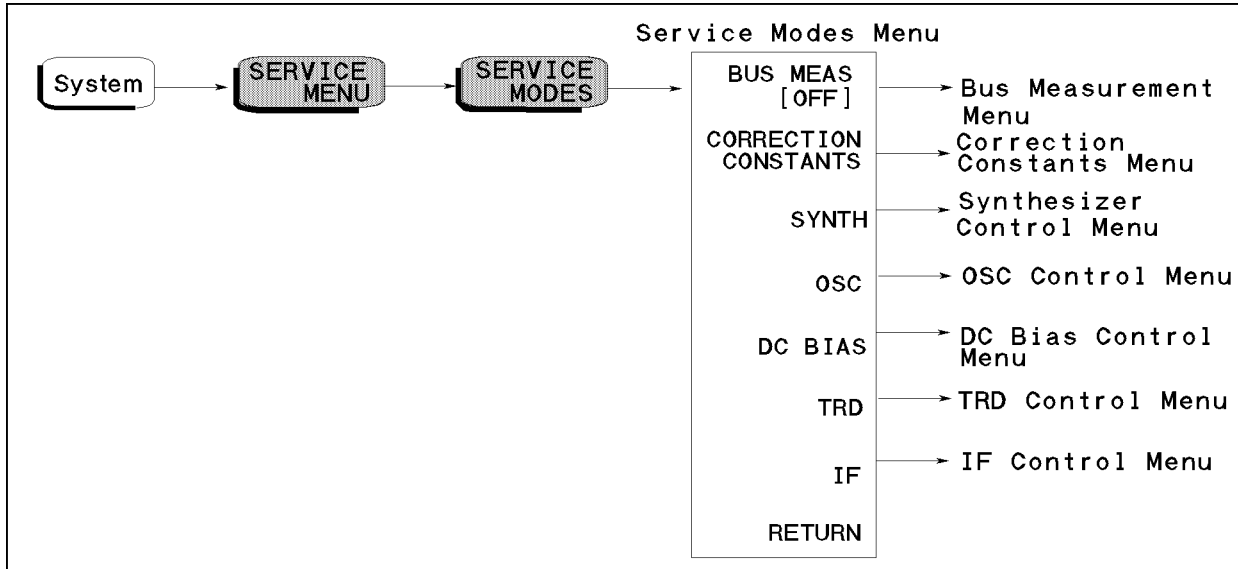 Service Modes Menu
System
SERVICE
MENU
SERVICE
MODES
BUS MEAS
[OFF]
Bus Measurement
Menu
CORRECTION
CONSTANTS
Correction
Constants Menu
SYNTH
Synthesizer
Control Menu
OSC
OSC Control Menu
DC BIAS
DC Bias Control
Menu
TRD
TRD Control Menu
IF
IF Control Menu
RETURN